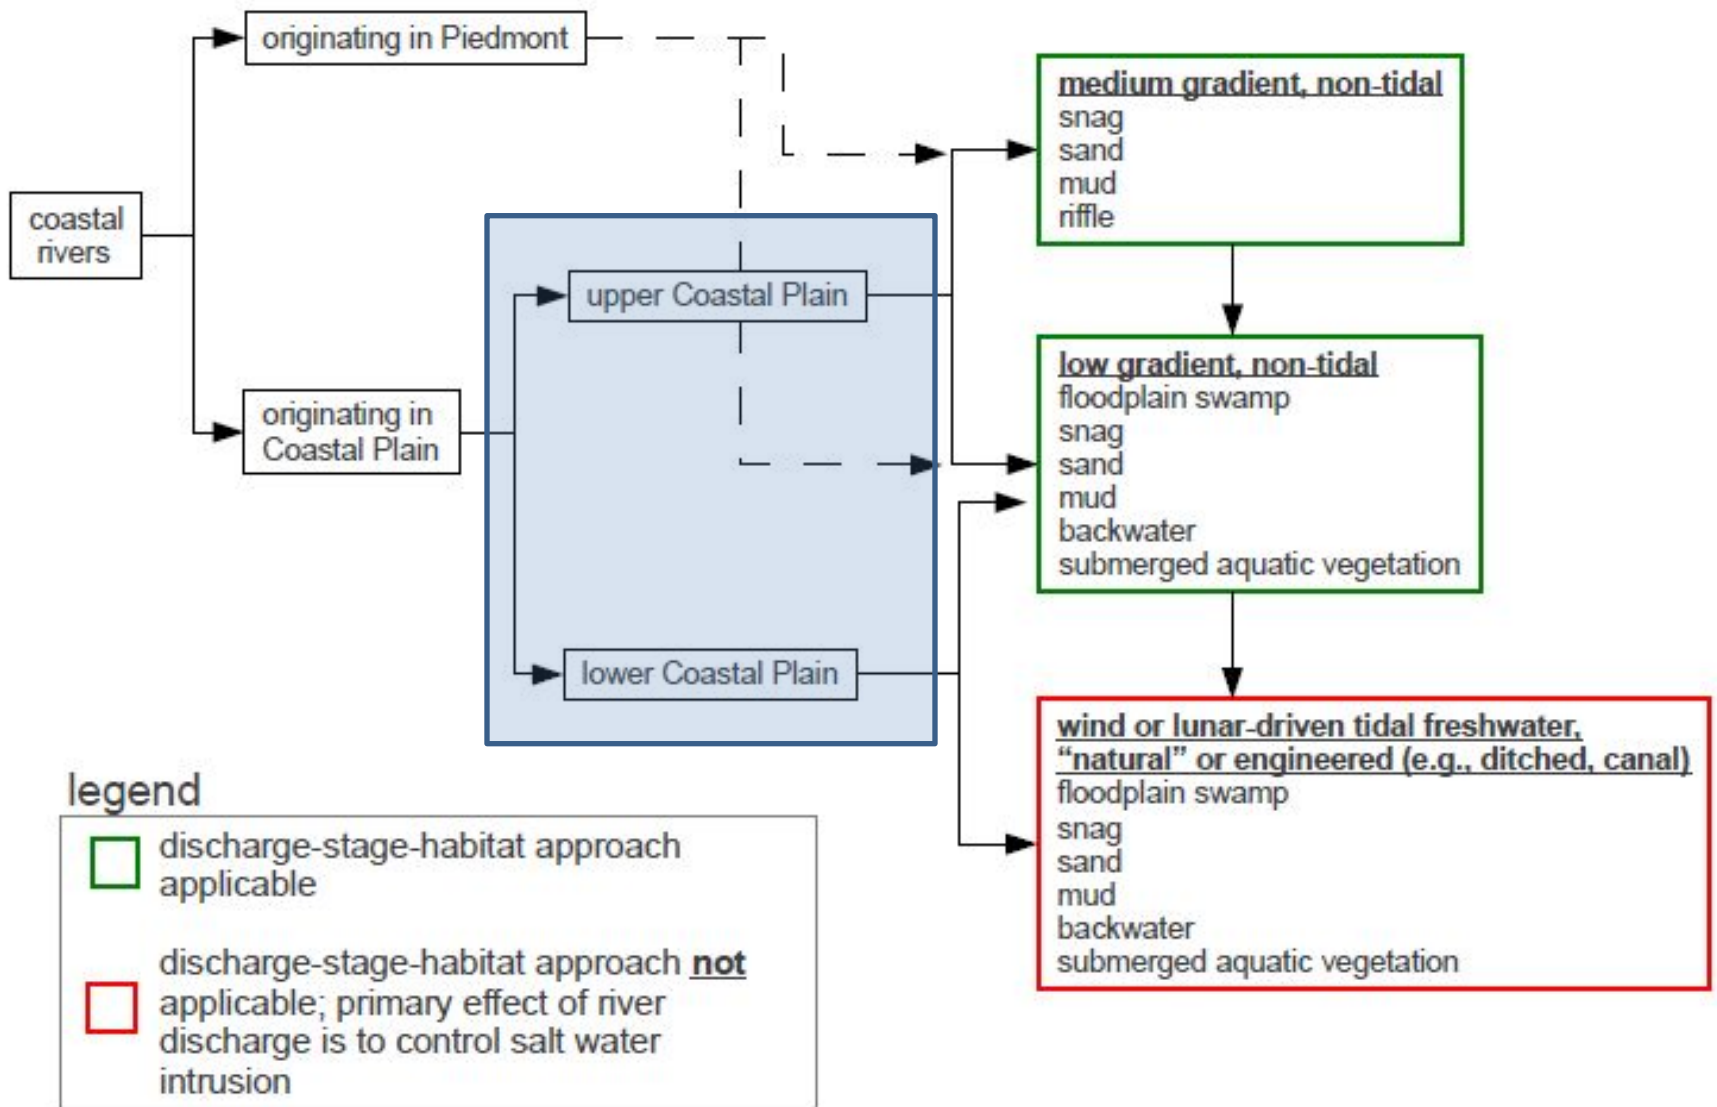 originating in Piedmont
coastal
rivers
upper Coastal Plain
originating in
Coastal Plain
lower Coastal Plain
medium gradient, non-tidal
snag
sand
mud
riffle
low gradient, non-tidal
floodplain swamp
snag
sand
mud
backwater
submerged aquatic vegetation
wind or lunar-driven tidal freshwater,
“natural” or engineered (e.g., ditched, canal)
floodplain swamp
snag
sand
mud
backwater
submerged aquatic vegetation
legend
discharge-stage-habitat approach
applicable
discharge-stage-habitat approach not
applicable; primary effect of river
discharge is to control salt water
intrusion